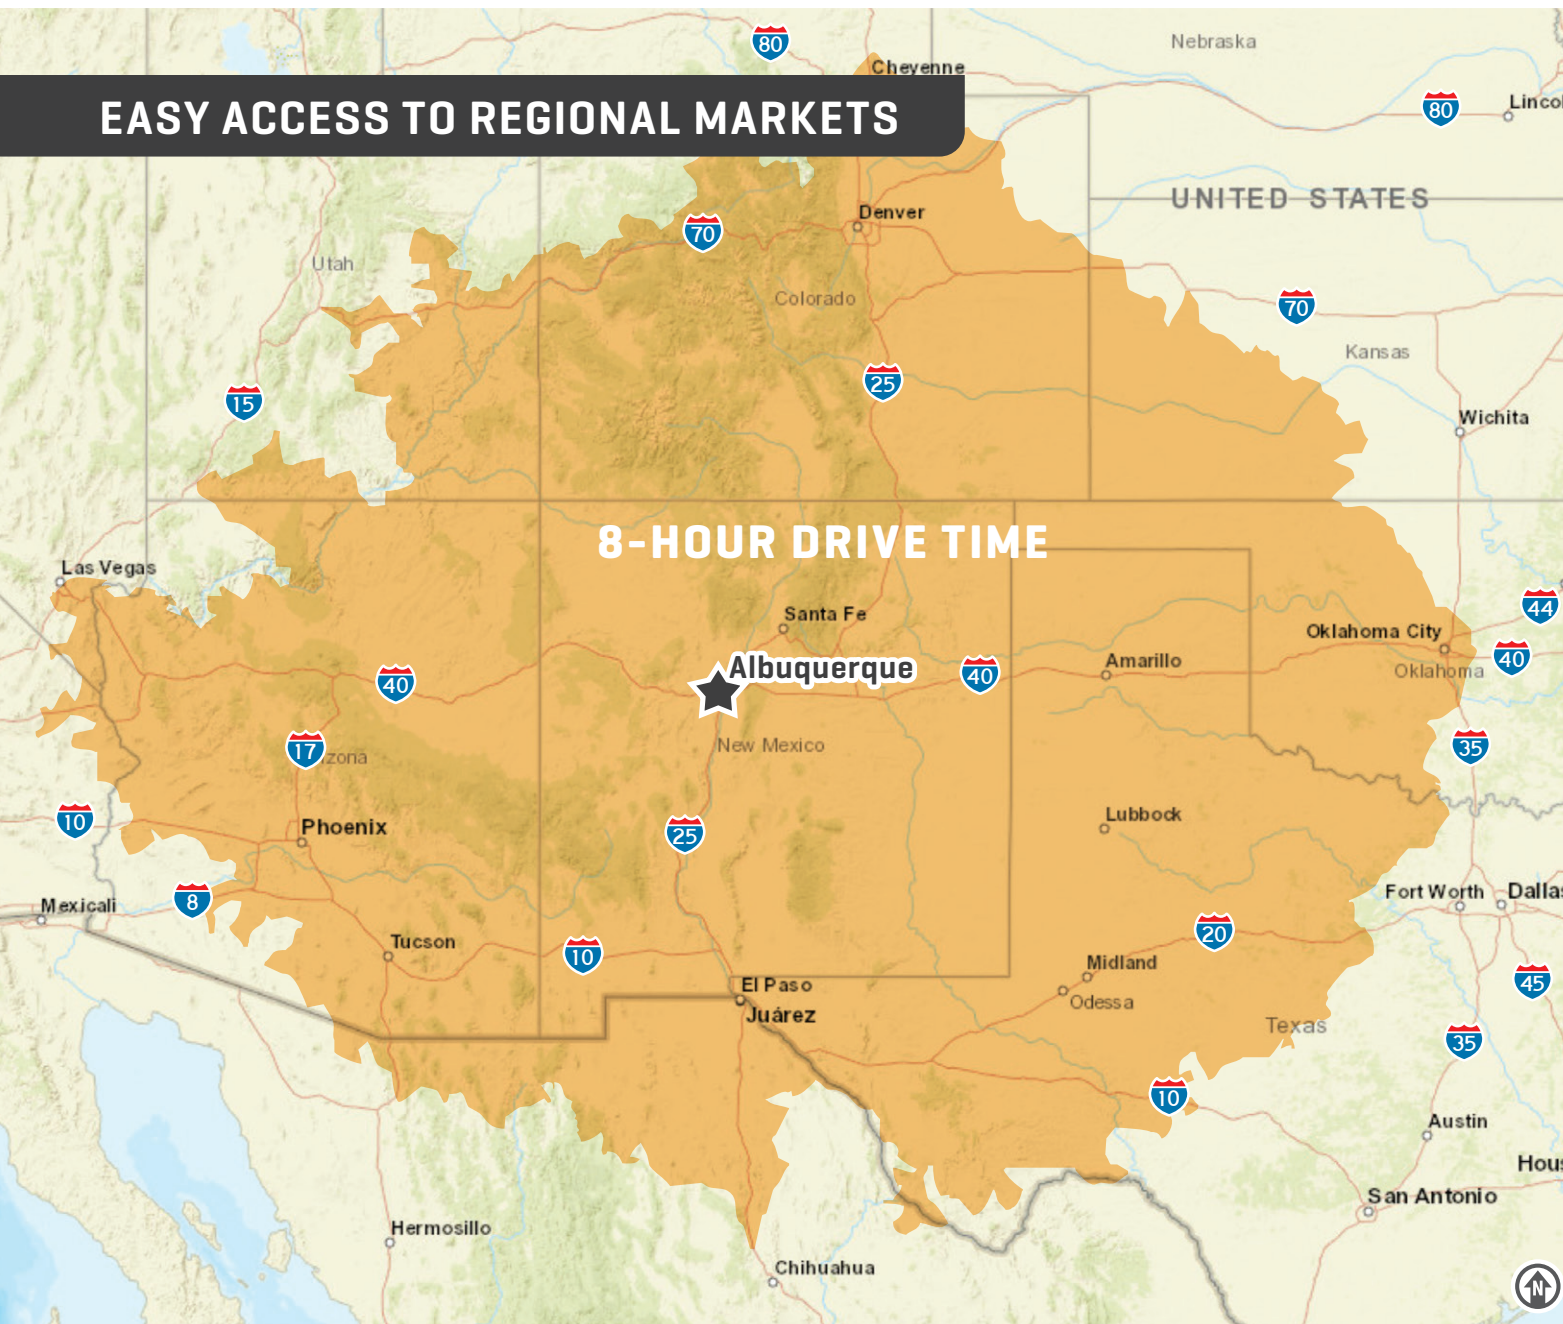 80
Nebraska
Cheyenne
80
Linco
EASY ACCESS TO REGIONAL MARKETS
UNITED STATES
Denver
70
Utah
Colorado
70
Kansas
25
15
Wichita
8-HOUR DRIVE TIME
Las Vegas
44
Santa Fe
Oklahoma City
40
Albuquerque
Amarillo
Oklahoma
40
40
New Mexico
35
17
zona
10
Phoenix
25
Lubbock
Mexicali
8
Fort Worth
Dallas
Tucson
20
10
Midland
El Paso
Odessa
45
Juárez
Texas
35
10
Austin
Hou
San Antonio
Hermosillo
Chihuahua
N